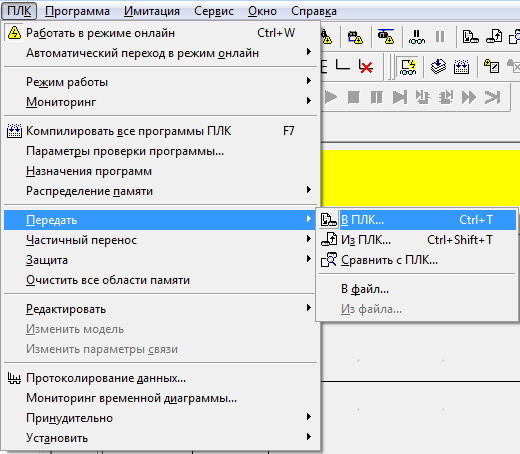 ПЛК Программа Имитация Сервис Окно Справка
Работать в режиме онлайн Ctrl+W
Автоматический переход в режим онлайн
Режим работы
Мониторинг
Компилировать все программы ПЛК F7
Параметры проверки программы...
Назначения программ
Распределение памяти
Передать
В ПЛК... Ctrl+T
Частичный перенос
Из ПЛК... Ctrl+Shift+T
Защита
Сравнить с ПЛК...
Очистить все области памяти
В файл...
Редактировать
Из файла...
Изменить модель
Изменить параметры связи
Протоколирование данных...
Мониторинг временной диаграммы...
Принудительно
Установить